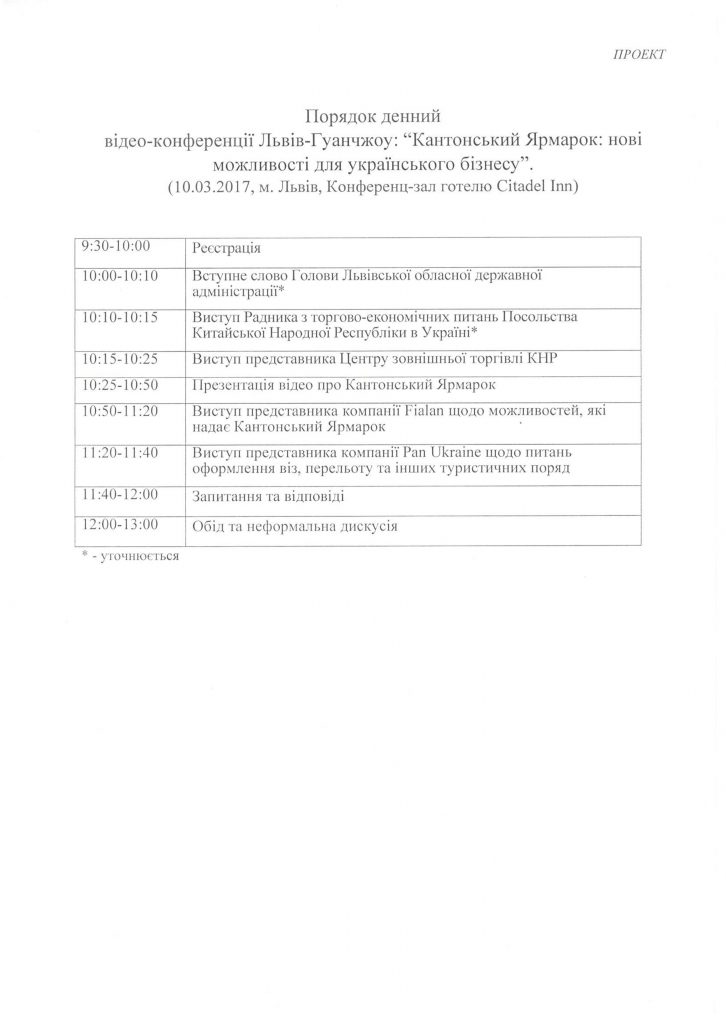 ПРОЕКТ
Порядок денний
відео-конференції Львів-Гуанчжоу: “Кантонський Ярмарок: нові
можливості для українського бізнесу”.
(10.03.2017, м. Львів, Конференц-зал готелю Citadel Inn)
9:30-10:00 Реєстрація
10:00-10:10 Вступне слово Голови Львівської обласної державної
адміністрації*
10:10-10:15 Виступ Радника з торгово-економічних питань Посольства
Китайської Народної Республіки в Україні*
10:15-10:25 Виступ представника Центру зовнішньої торгівлі КНР
10:25-10:50 Презентація відео про Кантонський Ярмарок
10:50-11:20 Виступ представника компанії Fialan щодо можливостей, які
надає Кантонський Ярмарок
11:20-11:40 Виступ представника компанії Pan Ukraine щодо питань
оформлення віз, перельоту та інших туристичних поряд
11:40-12:00 Запитання та відповіді
12:00-13:00 Обід та неформальна дискусія
* - уточнюється